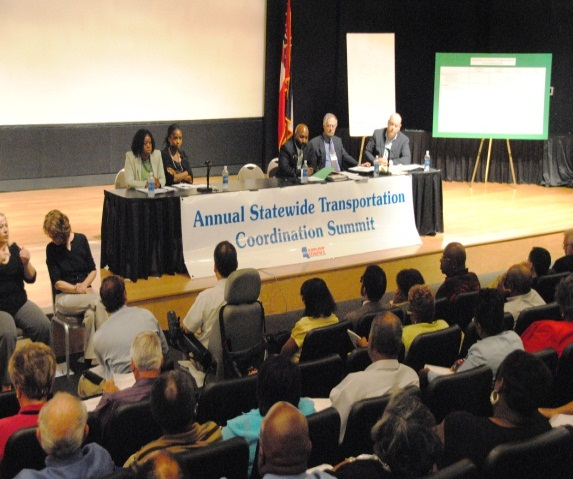 Annual Statewide Transportation
Coordination Summit